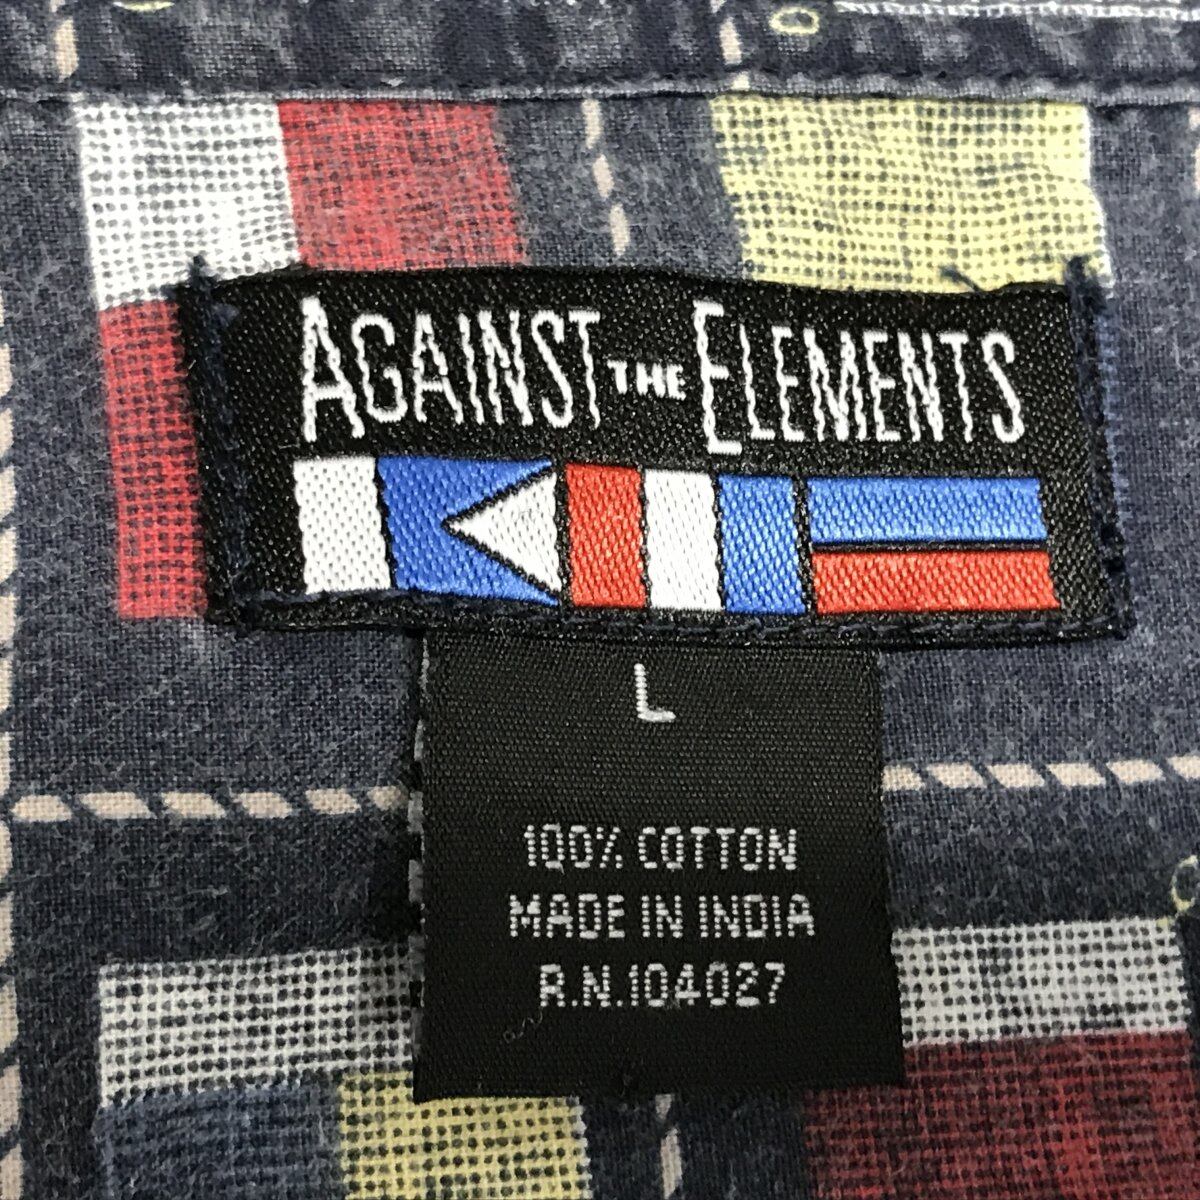 AGAINST THE ELEMENTS
L
100% COTTON
MADE IN INDIA
R.N.104027